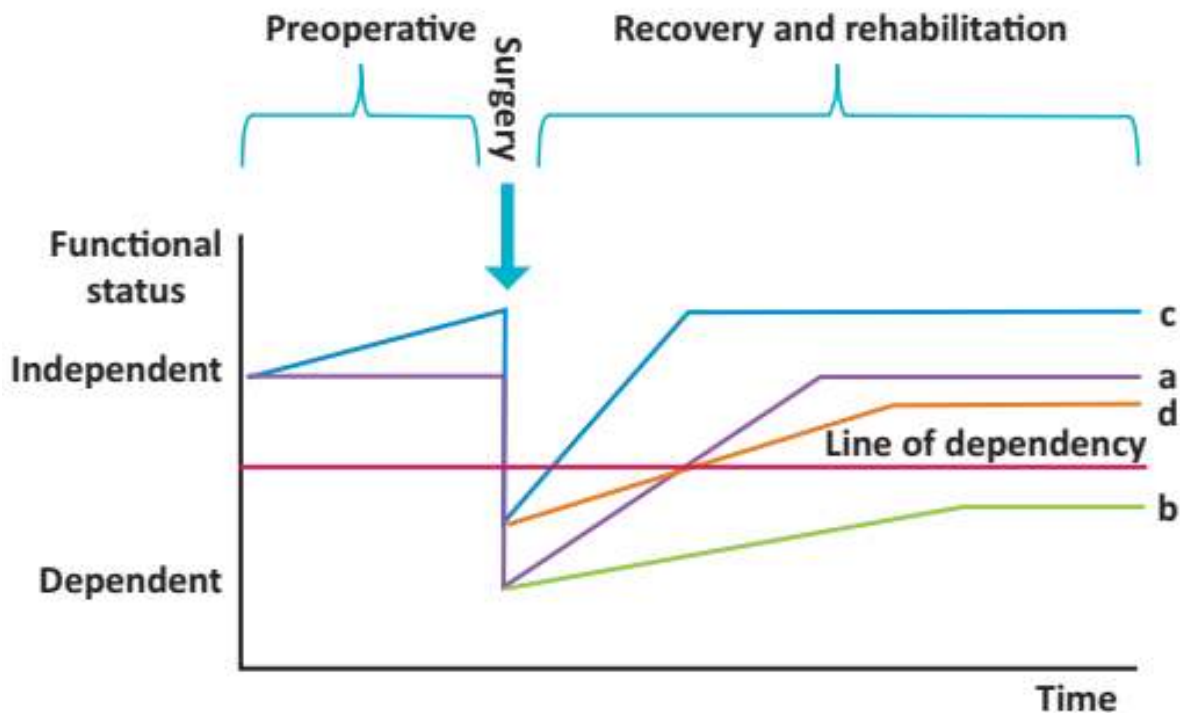 Preoperative
Surgery
Recovery and rehabilitation
Functional
status
Independent
Dependent
c
a
d
Line of dependency
b
Time